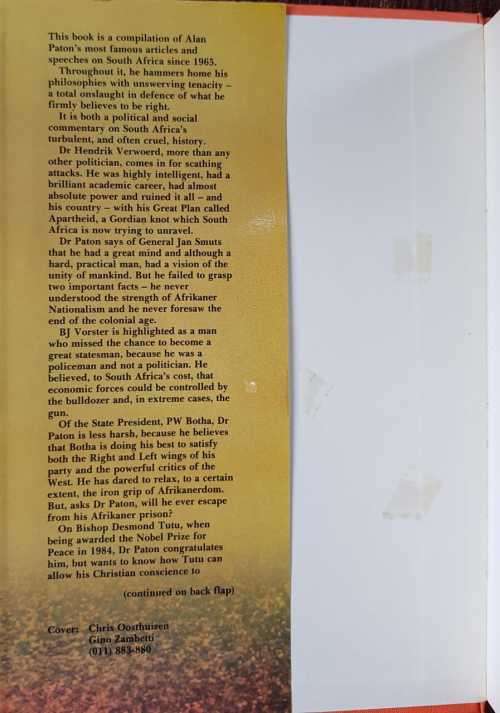 This book is a compilation of Alan
Paton's most famous articles and
speeches on South Africa since 1965.
Throughout it, he hammers home his
philosophies with unswerving tenacity –
a total onslaught in defence of what he
firmly believes to be right.
It is both a political and social
commentary on South Africa's
turbulent, and often cruel, history.
Dr Hendrik Verwoerd, more than any
other politician, comes in for scathing
attacks. He was highly intelligent, had a
brilliant academic career, had almost
absolute power and ruined it all – and
his country – with his Great Plan called
Apartheid, a Gordian knot which South
Africa is now trying to unravel.
Dr Paton says of General Jan Smuts
that he had a great mind and although a
hard, practical man, had a vision of the
unity of mankind. But he failed to grasp
two important facts – he never
understood the strength of Afrikaner
Nationalism and he never foresaw the
end of the colonial age.
BJ Vorster is highlighted as a man
who missed the chance to become a
great statesman, because he was a
policeman and not a politician. He
believed, to South Africa's cost, that
economic forces could be controlled by
the bulldozer and, in extreme cases, the
gun.
Of the State President, PW Botha, Dr
Paton is less harsh, because he believes
that Botha is doing his best to satisfy
both the Right and Left wings of his
party and the powerful critics of the
West. He has dared to relax, to a certain
extent, the iron grip of Afrikanerdom.
But, asks Dr Paton, will he ever escape
from his Afrikaner prison?
On Bishop Desmond Tutu, when
being awarded the Nobel Prize for
Peace in 1984, Dr Paton congratulates
him, but wants to know how Tutu can
allow his Christian conscience to
(continued on back flap)
Cover: Chris Oosthuizen
Gino Zambetti
(011) 883-880